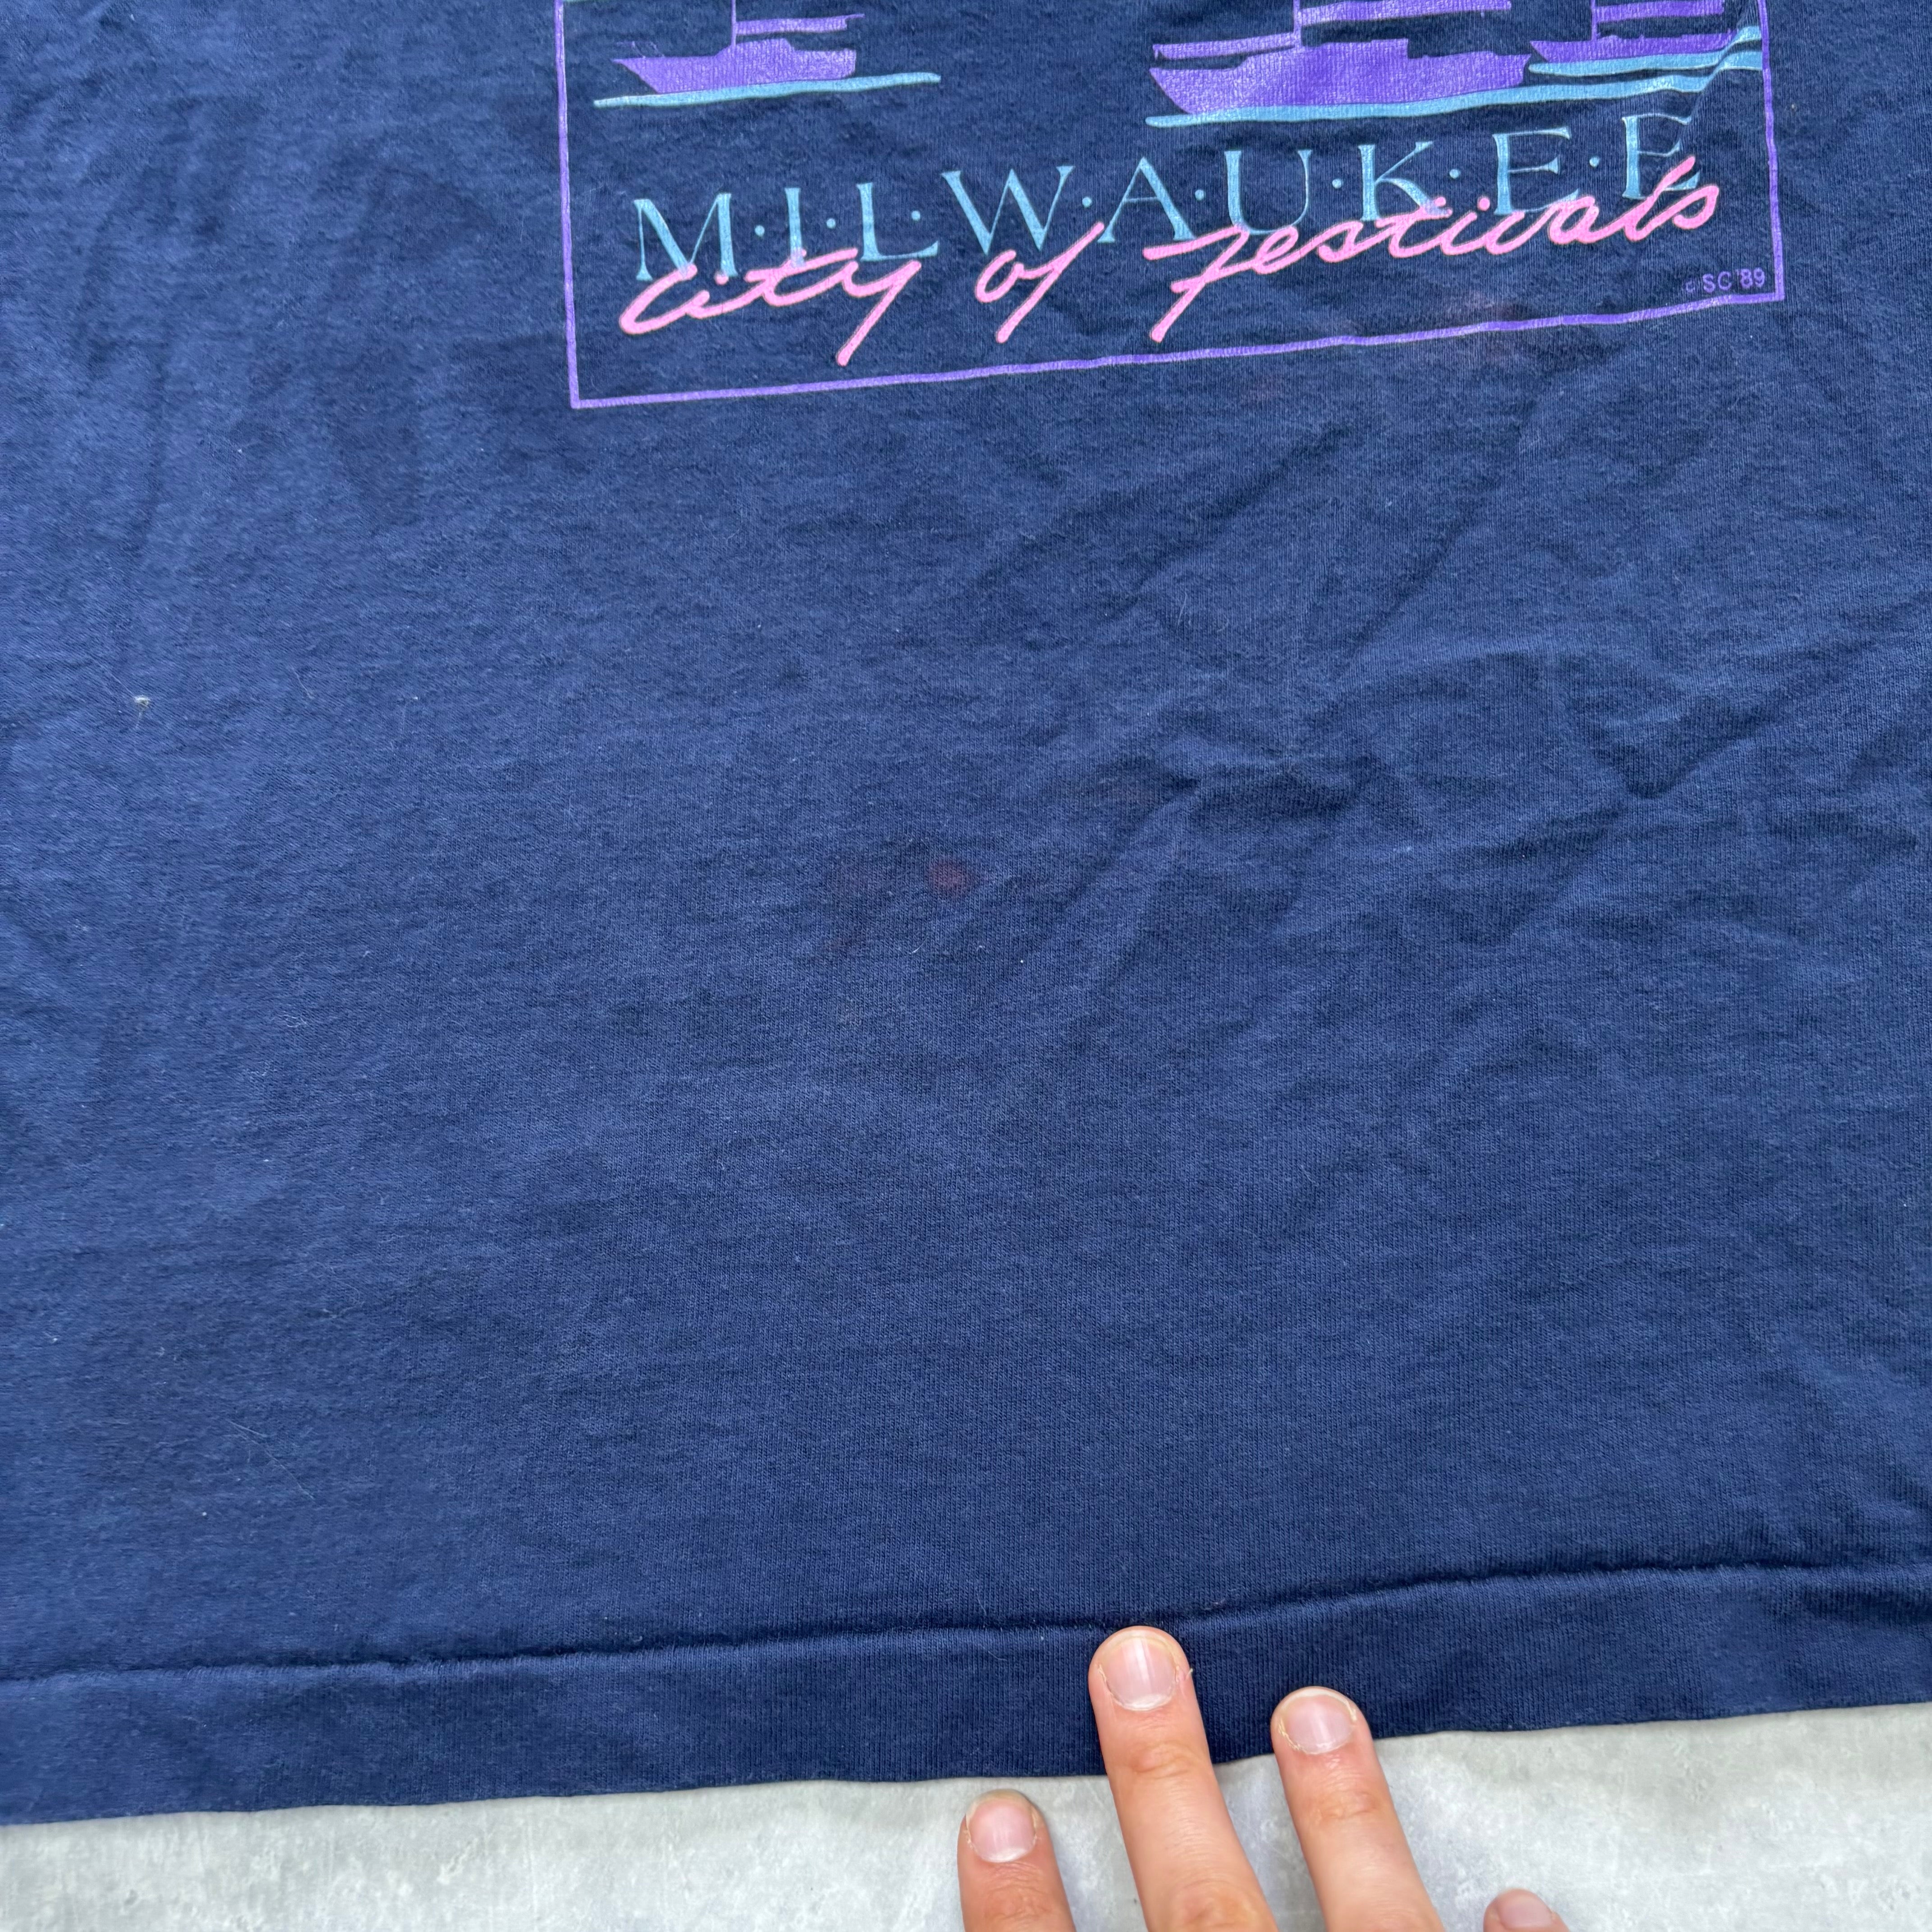 M·I·L·W·A·U·K·E·E
City of Festivals
© SC '89